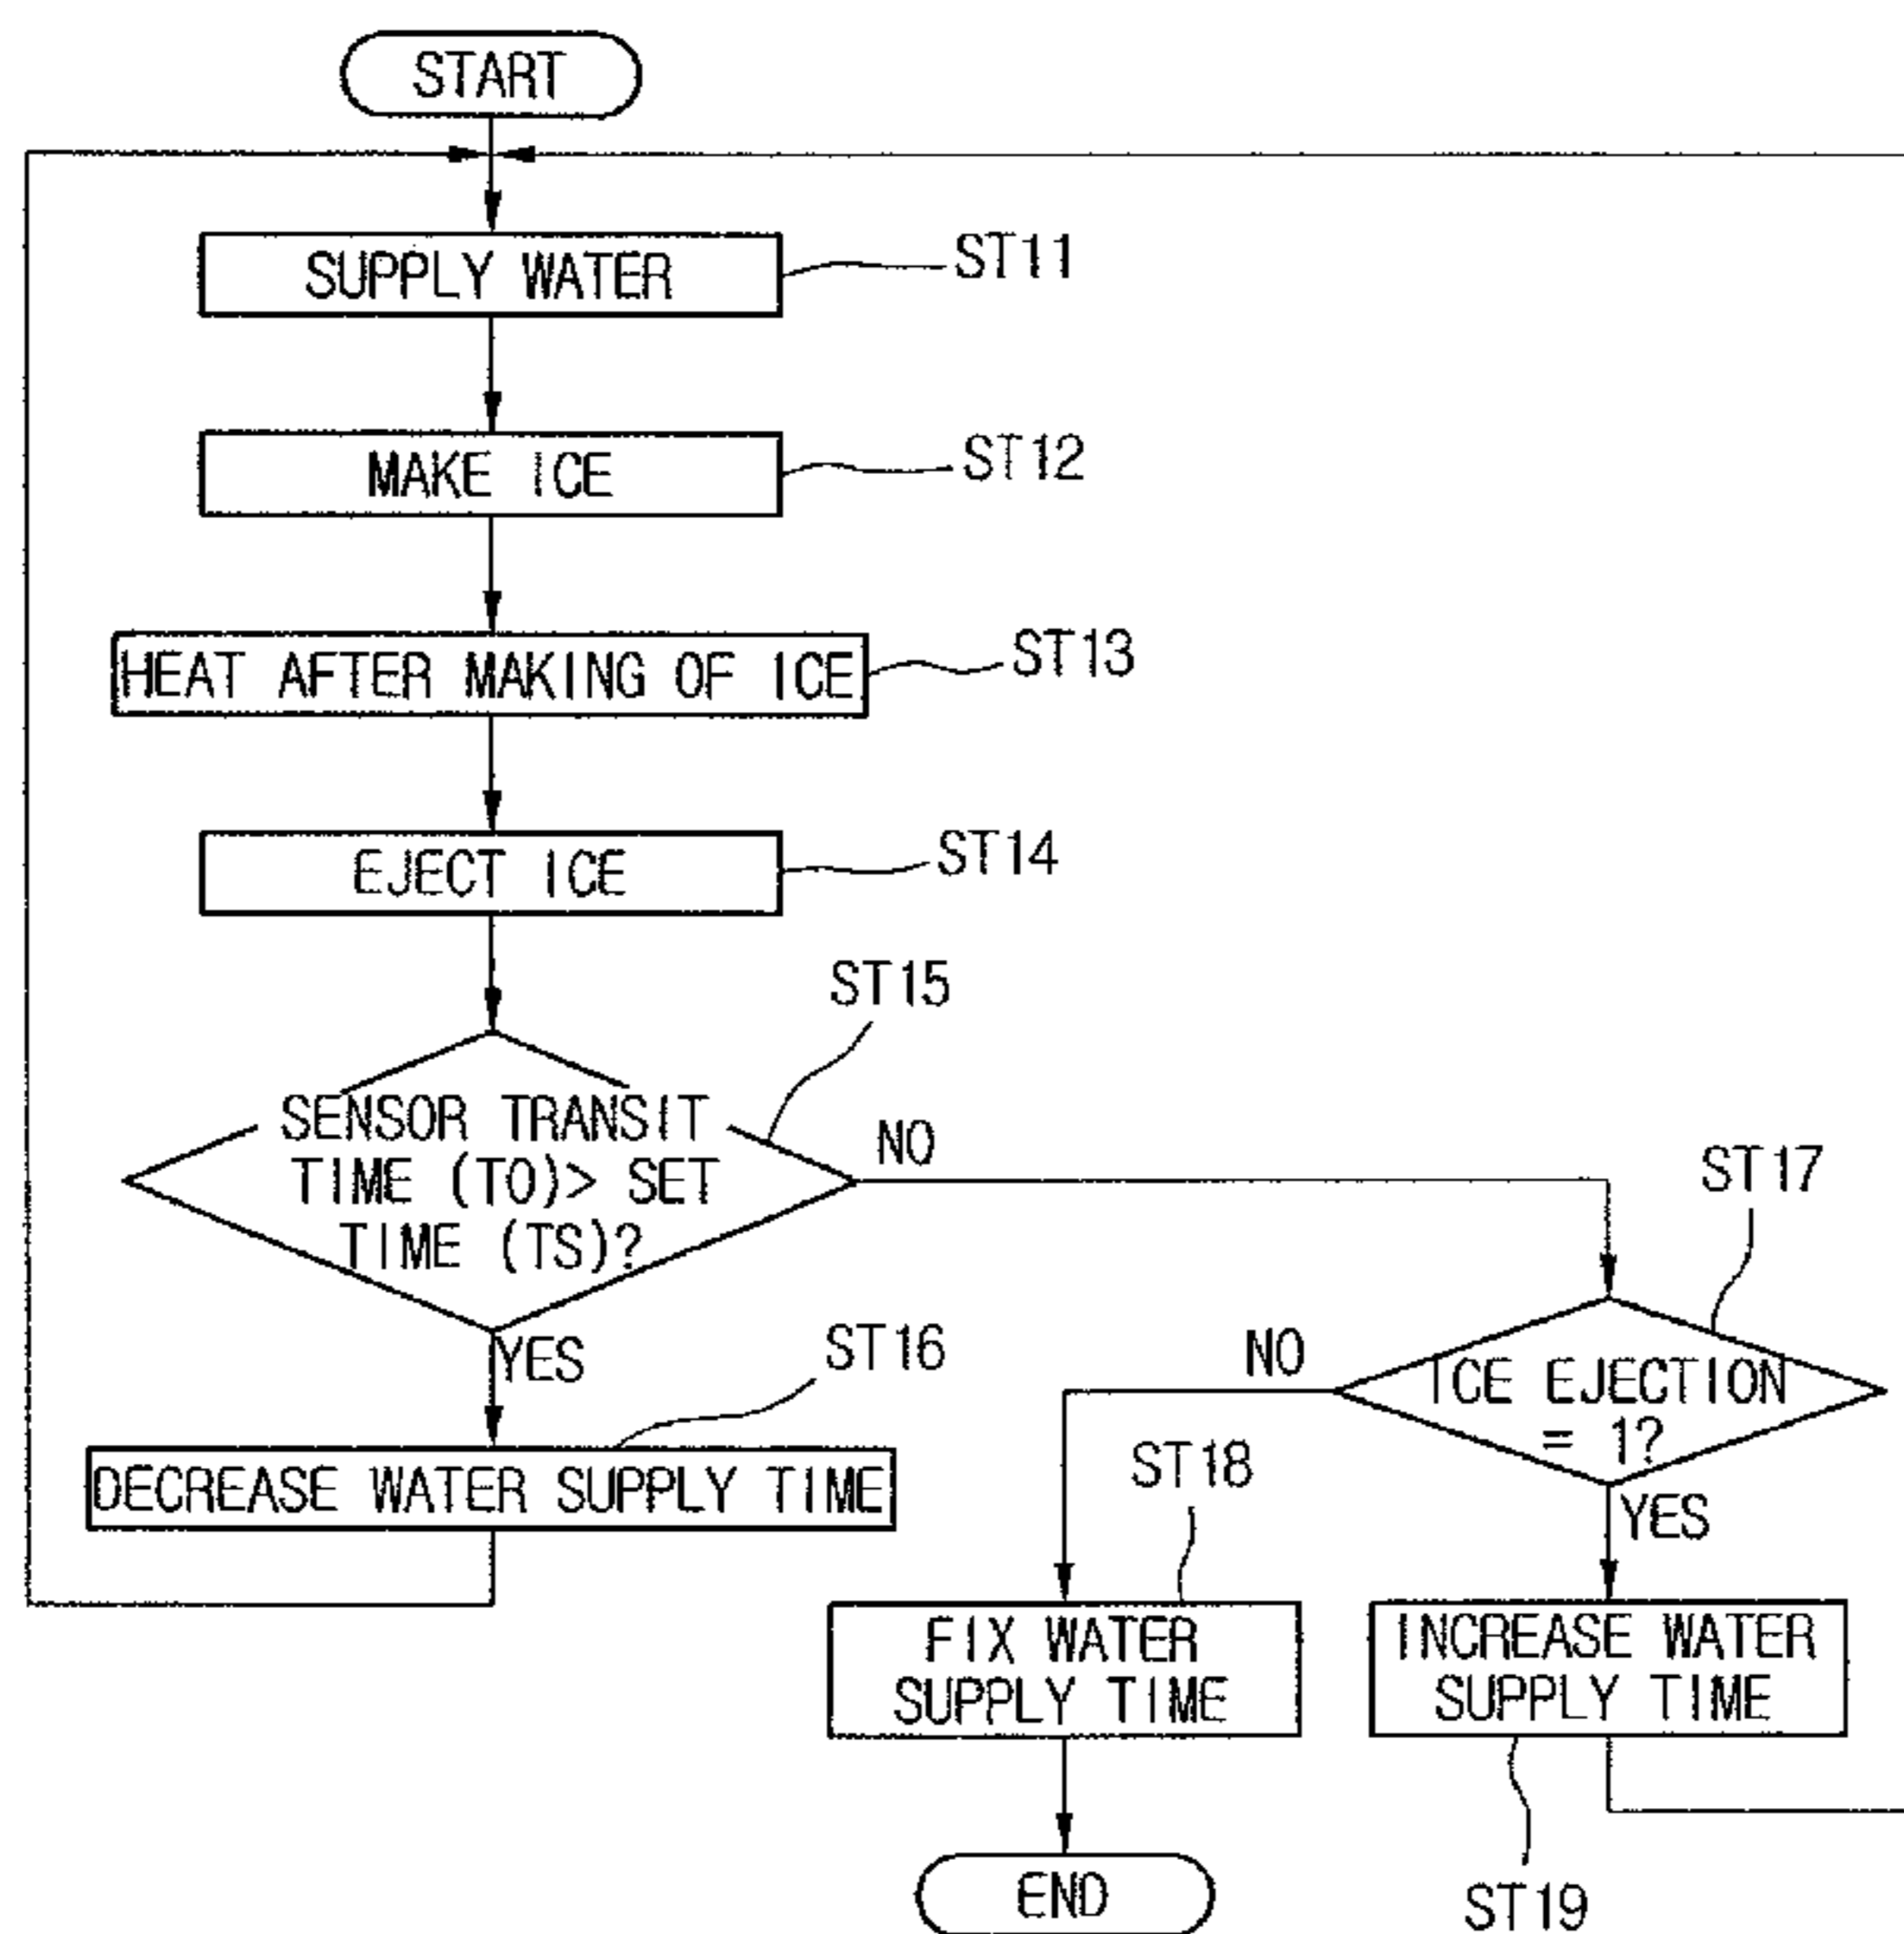 START
SUPPLY WATER
ST11
MAKE ICE
ST12
HEAT AFTER MAKING OF ICE
ST13
EJECT ICE
ST14
ST15
SENSOR TRANSIT
TIME (TO)> SET
TIME (TS)?
NO
YES
ST16
DECREASE WATER SUPPLY TIME
ST17
ICE EJECTION
= 1?
NO
YES
ST18
FIX WATER
SUPPLY TIME
INCREASE WATER
SUPPLY TIME
ST19
END